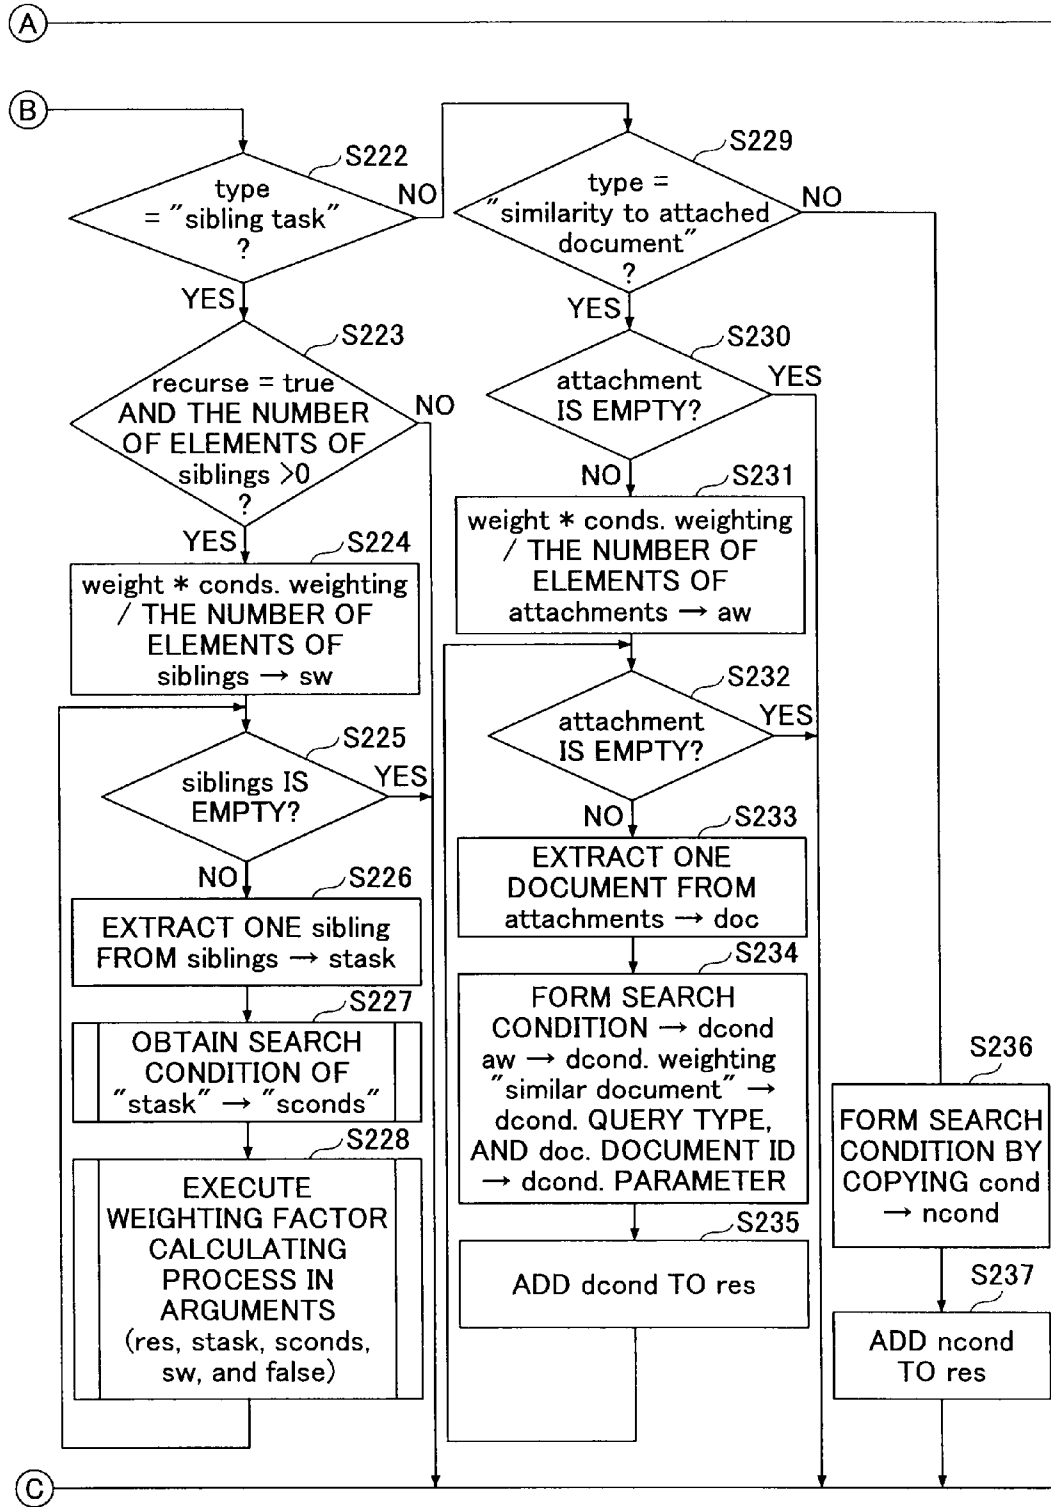 A
B
S222
type
= "sibling task"
?
NO
YES
S223
recurse = true
AND THE NUMBER
OF ELEMENTS OF
siblings >0
?
NO
YES
S224
weight * conds. weighting
/ THE NUMBER OF
ELEMENTS OF
siblings → sw
S225
siblings IS
EMPTY?
YES
NO
S226
EXTRACT ONE sibling
FROM siblings → stask
S227
OBTAIN SEARCH
CONDITION OF
"stask" → "sconds"
S228
EXECUTE
WEIGHTING FACTOR
CALCULATING
PROCESS IN
ARGUMENTS
(res, stask, sconds,
sw, and false)
S229
type =
"similarity to attached
document"
?
NO
YES
S230
attachment
IS EMPTY?
YES
NO
S231
weight * conds. weighting
/ THE NUMBER OF
ELEMENTS OF
attachments → aw
S232
attachment
IS EMPTY?
YES
NO
S233
EXTRACT ONE
DOCUMENT FROM
attachments → doc
S234
FORM SEARCH
CONDITION → dcond
aw → dcond. weighting
"similar document" →
dcond. QUERY TYPE,
AND doc. DOCUMENT ID
→ dcond. PARAMETER
S235
ADD dcond TO res
S236
FORM SEARCH
CONDITION BY
COPYING cond
→ ncond
S237
ADD ncond
TO res
C